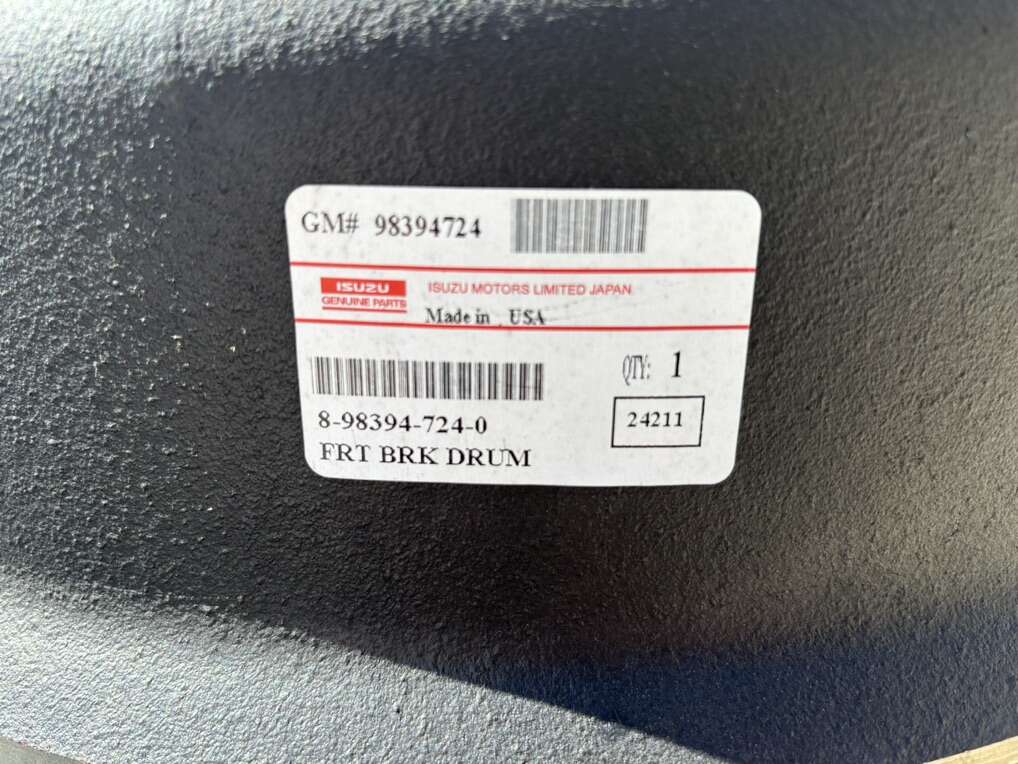 GM# 98394724
ISUZU
GENUINE PARTS
ISUZU MOTORS LIMITED JAPAN
Made in USA
QTY: 1
8-98394-724-0
24211
FRT BRK DRUM